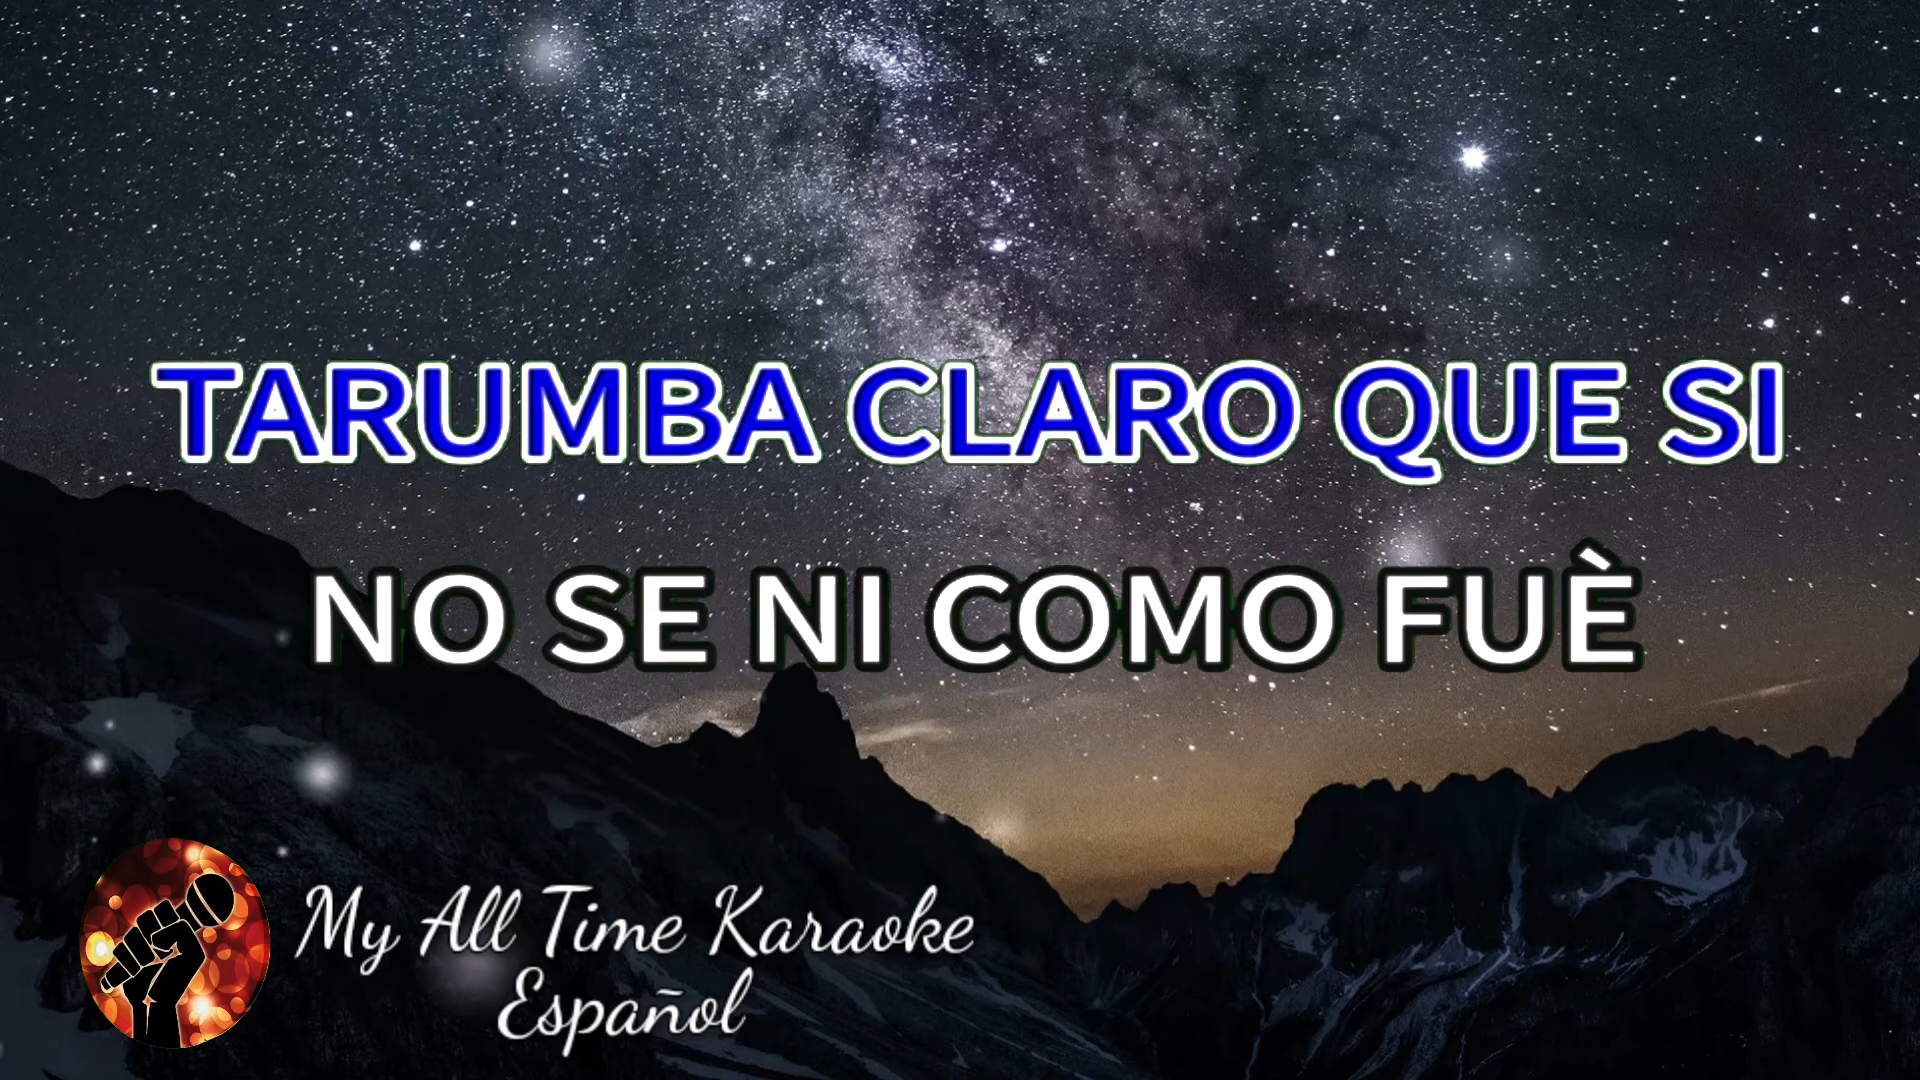 TARUMBA CLARO QUE SI
NO SE NI COMO FUÈ
My All Time Karaoke
Español